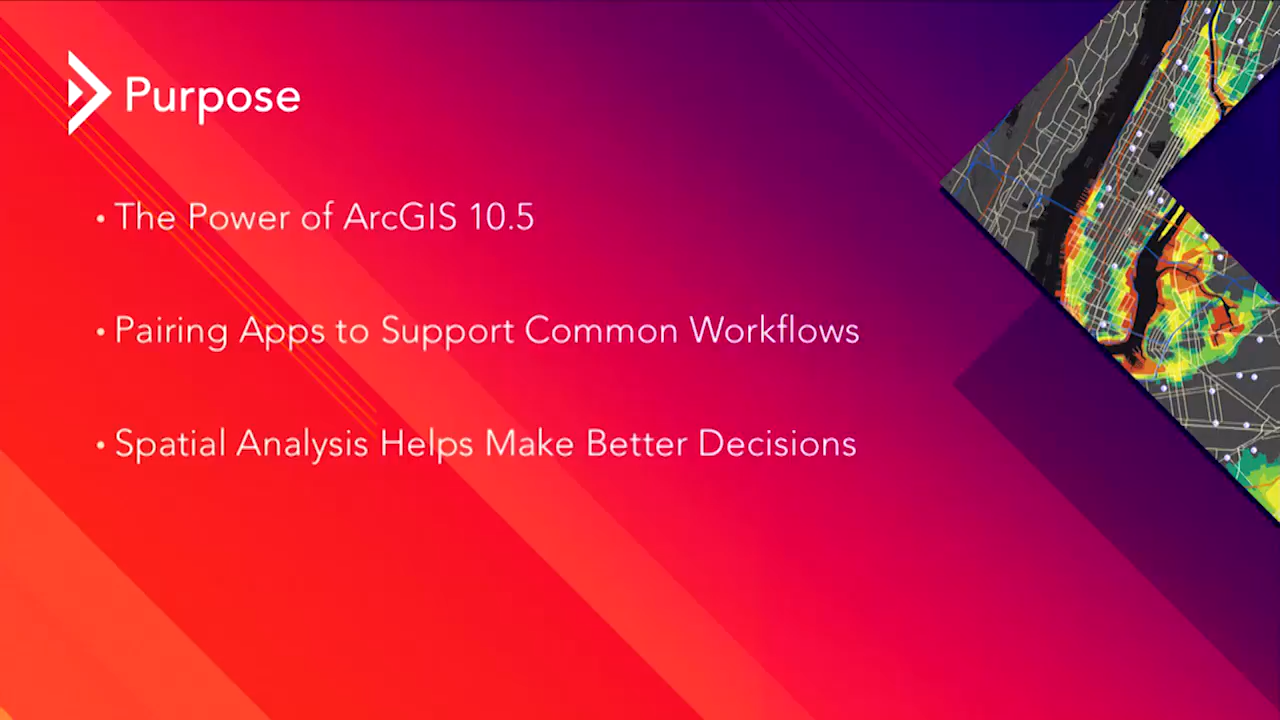 Purpose
• The Power of ArcGIS 10.5
• Pairing Apps to Support Common Workflows
• Spatial Analysis Helps Make Better Decisions